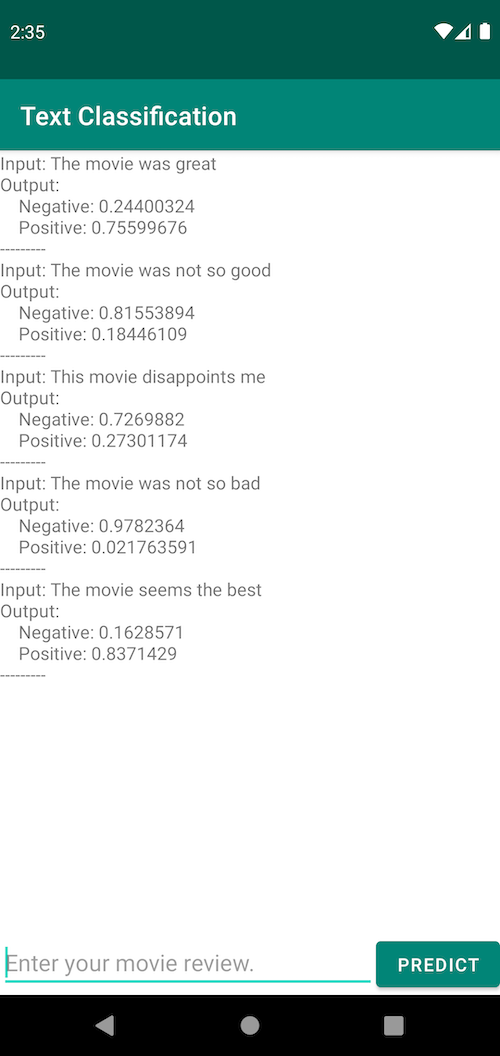 2:35
Text Classification
Input: The movie was great
Output:
Negative: 0.24400324
Positive: 0.75599676
---------
Input: The movie was not so good
Output:
Negative: 0.81553894
Positive: 0.18446109
---------
Input: This movie disappoints me
Output:
Negative: 0.7269882
Positive: 0.27301174
---------
Input: The movie was not so bad
Output:
Negative: 0.9782364
Positive: 0.021763591
---------
Input: The movie seems the best
Output:
Negative: 0.1628571
Positive: 0.8371429
---------
Enter your movie review.
PREDICT